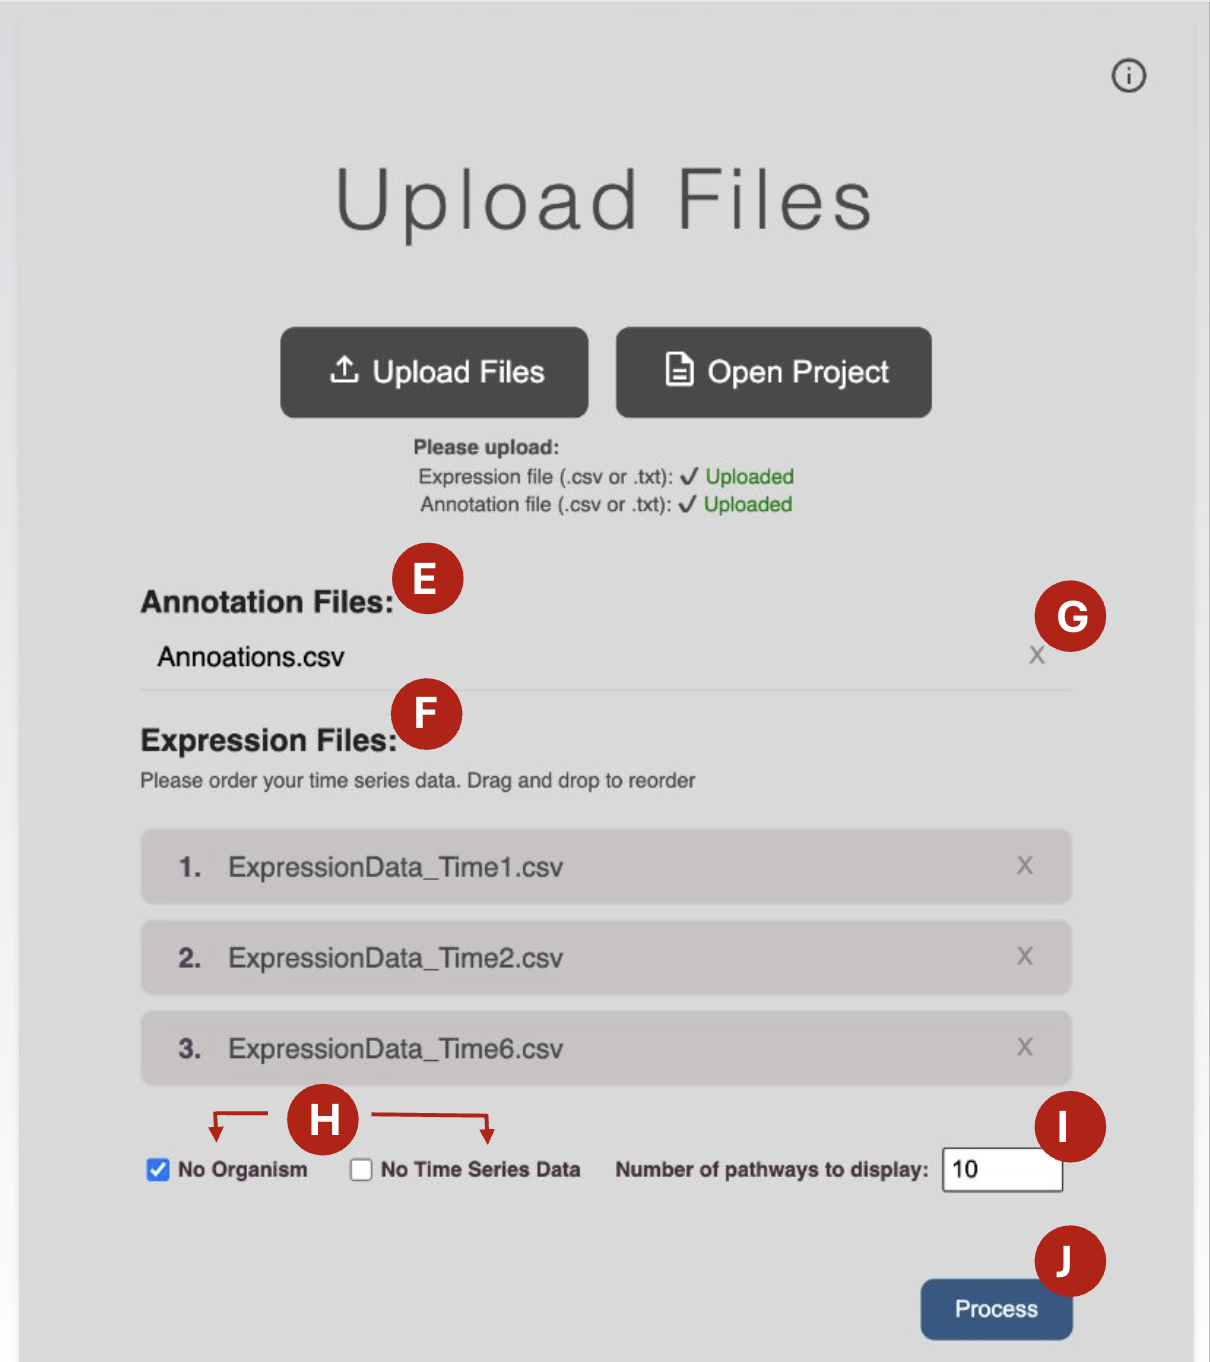 Upload Files
Upload Files Open Project
Please upload:
Expression file (.csv or .txt): ✓ Uploaded
Annotation file (.csv or .txt): ✓ Uploaded
E
Annotation Files:
G
Annoations.csv X
F
Expression Files:
Please order your time series data. Drag and drop to reorder
1. ExpressionData_Time1.csv X
2. ExpressionData_Time2.csv X
3. ExpressionData_Time6.csv X
H I
No Organism No Time Series Data Number of pathways to display: 10
J
Process